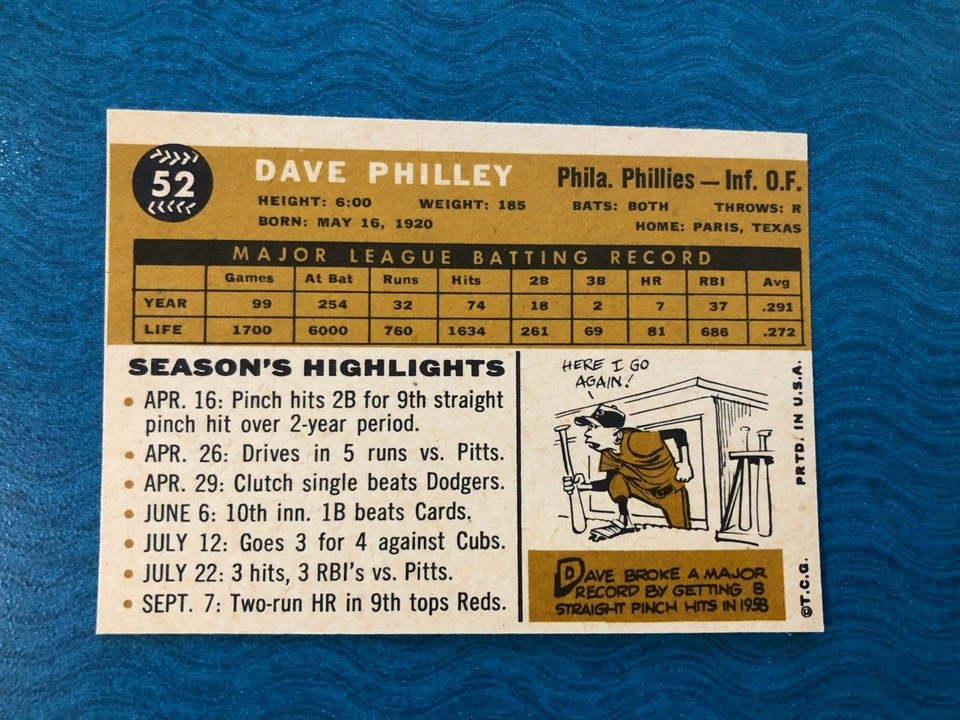 52
DAVE PHILLEY
Phila. Phillies — Inf. O.F.
HEIGHT: 6:00 WEIGHT: 185 BATS: BOTH THROWS: R
BORN: MAY 16, 1920 HOME: PARIS, TEXAS
MAJOR LEAGUE BATTING RECORD
Games At Bat Runs Hits 2B 3B HR RBI Avg
YEAR 99 254 32 74 18 2 7 37 .291
LIFE 1700 6000 760 1634 261 69 81 686 .272
SEASON'S HIGHLIGHTS
• APR. 16: Pinch hits 2B for 9th straight
pinch hit over 2-year period.
• APR. 26: Drives in 5 runs vs. Pitts.
• APR. 29: Clutch single beats Dodgers.
• JUNE 6: 10th inn. 1B beats Cards.
• JULY 12: Goes 3 for 4 against Cubs.
• JULY 22: 3 hits, 3 RBI's vs. Pitts.
• SEPT. 7: Two-run HR in 9th tops Reds.
HERE I GO
AGAIN!
DAVE BROKE A MAJOR
RECORD BY GETTING 8
STRAIGHT PINCH HITS IN 1958
©T.C.G. PRTD. IN U.S.A.